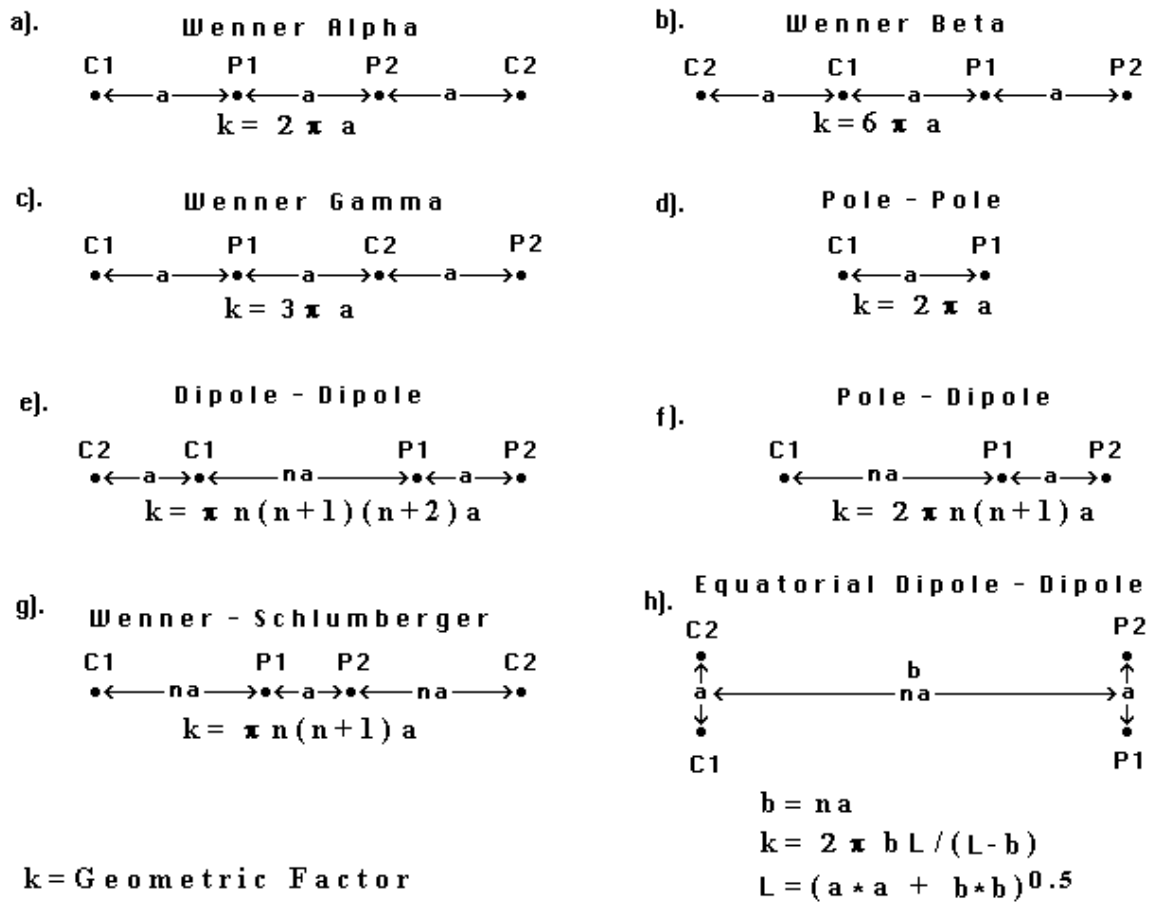 a). Wenner Alpha
C1 P1 P2 C2
a a a
k = 2 π a
b). Wenner Beta
C2 C1 P1 P2
a a a
k = 6 π a
c). Wenner Gamma
C1 P1 C2 P2
a a a
k = 3 π a
d). Pole - Pole
C1 P1
a
k = 2 π a
e). Dipole - Dipole
C2 C1 P1 P2
a na a
k = π n(n+1)(n+2)a
f). Pole - Dipole
C1 P1 P2
na a
k = 2 π n(n+1) a
g). Wenner - Schlumberger
C1 P1 P2 C2
na a na
k = π n(n+1) a
h). Equatorial Dipole - Dipole
C2 P2
b
a na a
C1 P1
b = na
k = 2 π b L/(L-b)
L = (a*a + b*b)0.5
k = Geometric Factor